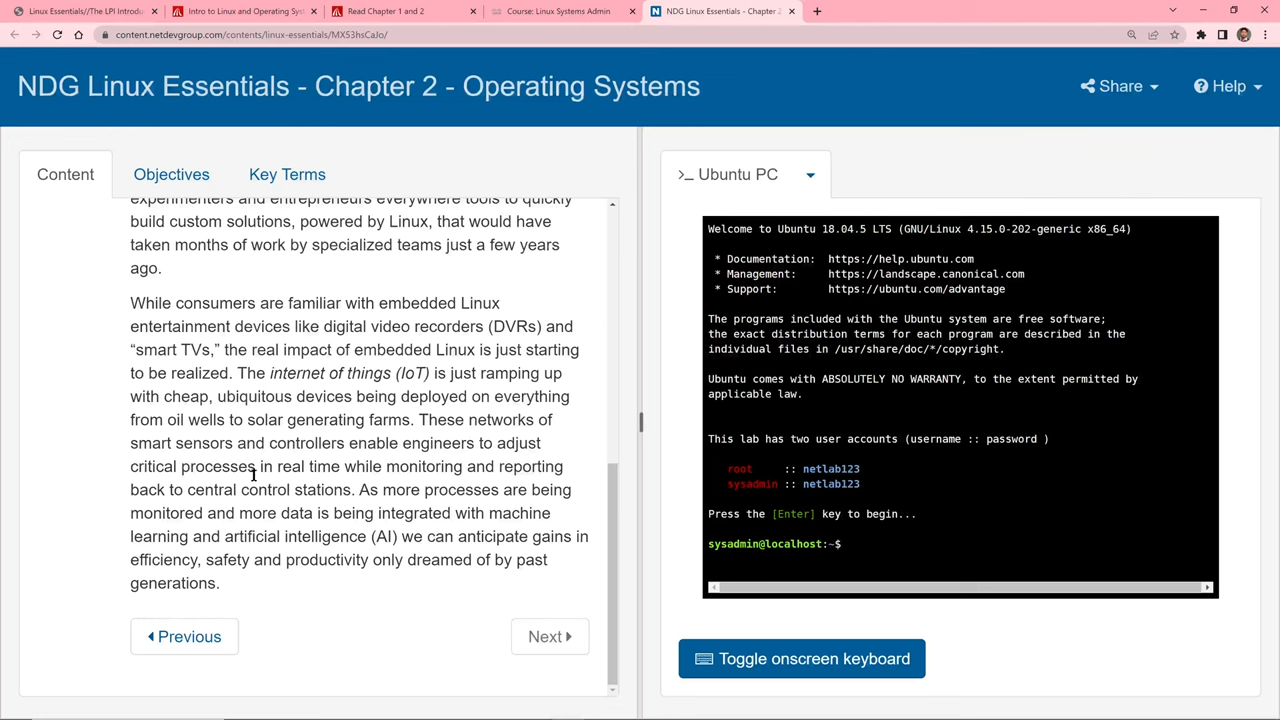 Linux Essentials//The LPI Introdu
Intro to Linux and Operating Sys
Read Chapter 1 and 2
Course: Linux Systems Admin
NDG Linux Essentials - Chapter 2
content.netdevgroup.com/contents/linux-essentials/MX53hsCaJo/
NDG Linux Essentials - Chapter 2 - Operating Systems
Share
Help
Content
Objectives
Key Terms
experimenters and entrepreneurs everywhere tools to quickly
build custom solutions, powered by Linux, that would have
taken months of work by specialized teams just a few years
ago.
While consumers are familiar with embedded Linux
entertainment devices like digital video recorders (DVRs) and
“smart TVs,” the real impact of embedded Linux is just starting
to be realized. The internet of things (IoT) is just ramping up
with cheap, ubiquitous devices being deployed on everything
from oil wells to solar generating farms. These networks of
smart sensors and controllers enable engineers to adjust
critical processes in real time while monitoring and reporting
back to central control stations. As more processes are being
monitored and more data is being integrated with machine
learning and artificial intelligence (AI) we can anticipate gains in
efficiency, safety and productivity only dreamed of by past
generations.
Previous
Next
>_ Ubuntu PC
Welcome to Ubuntu 18.04.5 LTS (GNU/Linux 4.15.0-202-generic x86_64)
* Documentation: https://help.ubuntu.com
* Management: https://landscape.canonical.com
* Support: https://ubuntu.com/advantage
The programs included with the Ubuntu system are free software;
the exact distribution terms for each program are described in the
individual files in /usr/share/doc/*/copyright.
Ubuntu comes with ABSOLUTELY NO WARRANTY, to the extent permitted by
applicable law.
This lab has two user accounts (username :: password )
root :: netlab123
sysadmin :: netlab123
Press the [Enter] key to begin...
sysadmin@localhost:~$
Toggle onscreen keyboard